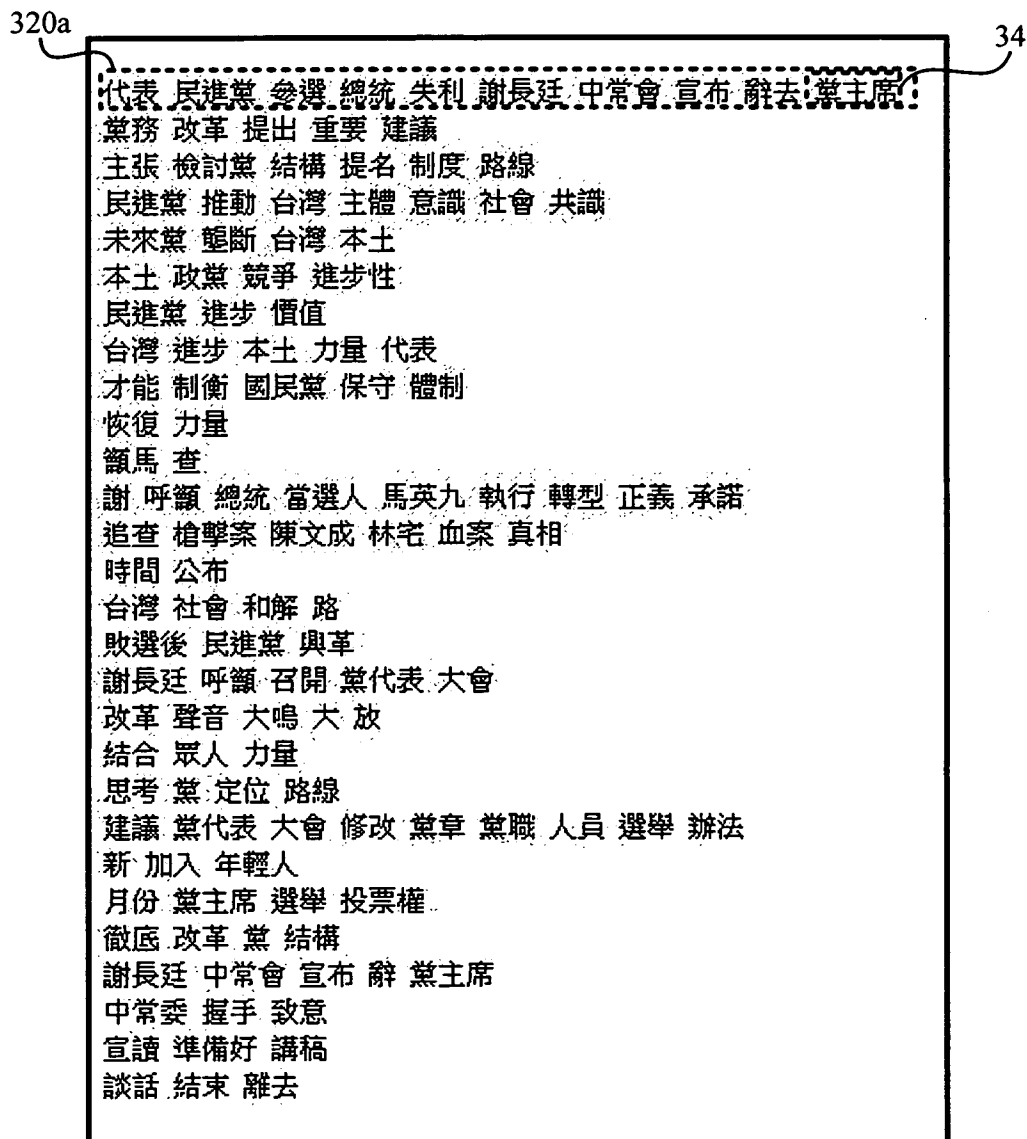 320a
34
代表 民進黨 參選 總統 失利 謝長廷 中常會 宣布 辭去 黨主席
黨務 改革 提出 重要 建議
主張 檢討黨 結構 提名 制度 路線
民進黨 推動 台灣 主體 意識 社會 共識
未來黨 壟斷 台灣 本土
本土 政黨 競爭 進步性
民進黨 進步 價值
台灣 進步 本土 力量 代表
才能 制衡 國民黨 保守 體制
恢復 力量
籲馬 查
謝 呼籲 總統 當選人 馬英九 執行 轉型 正義 承諾
追查 槍擊案 陳文成 林宅 血案 真相
時間 公布
台灣 社會 和解 路
敗選後 民進黨 興革
謝長廷 呼籲 召開 黨代表 大會
改革 聲音 大鳴 大 放
結合 眾人 力量
思考 黨 定位 路線
建議 黨代表 大會 修改 黨章 黨職 人員 選舉 辦法
新 加入 年輕人
月份 黨主席 選舉 投票權
徹底 改革 黨 結構
謝長廷 中常會 宣布 辭 黨主席
中常委 握手 致意
宣讀 準備好 講稿
談話 結束 離去